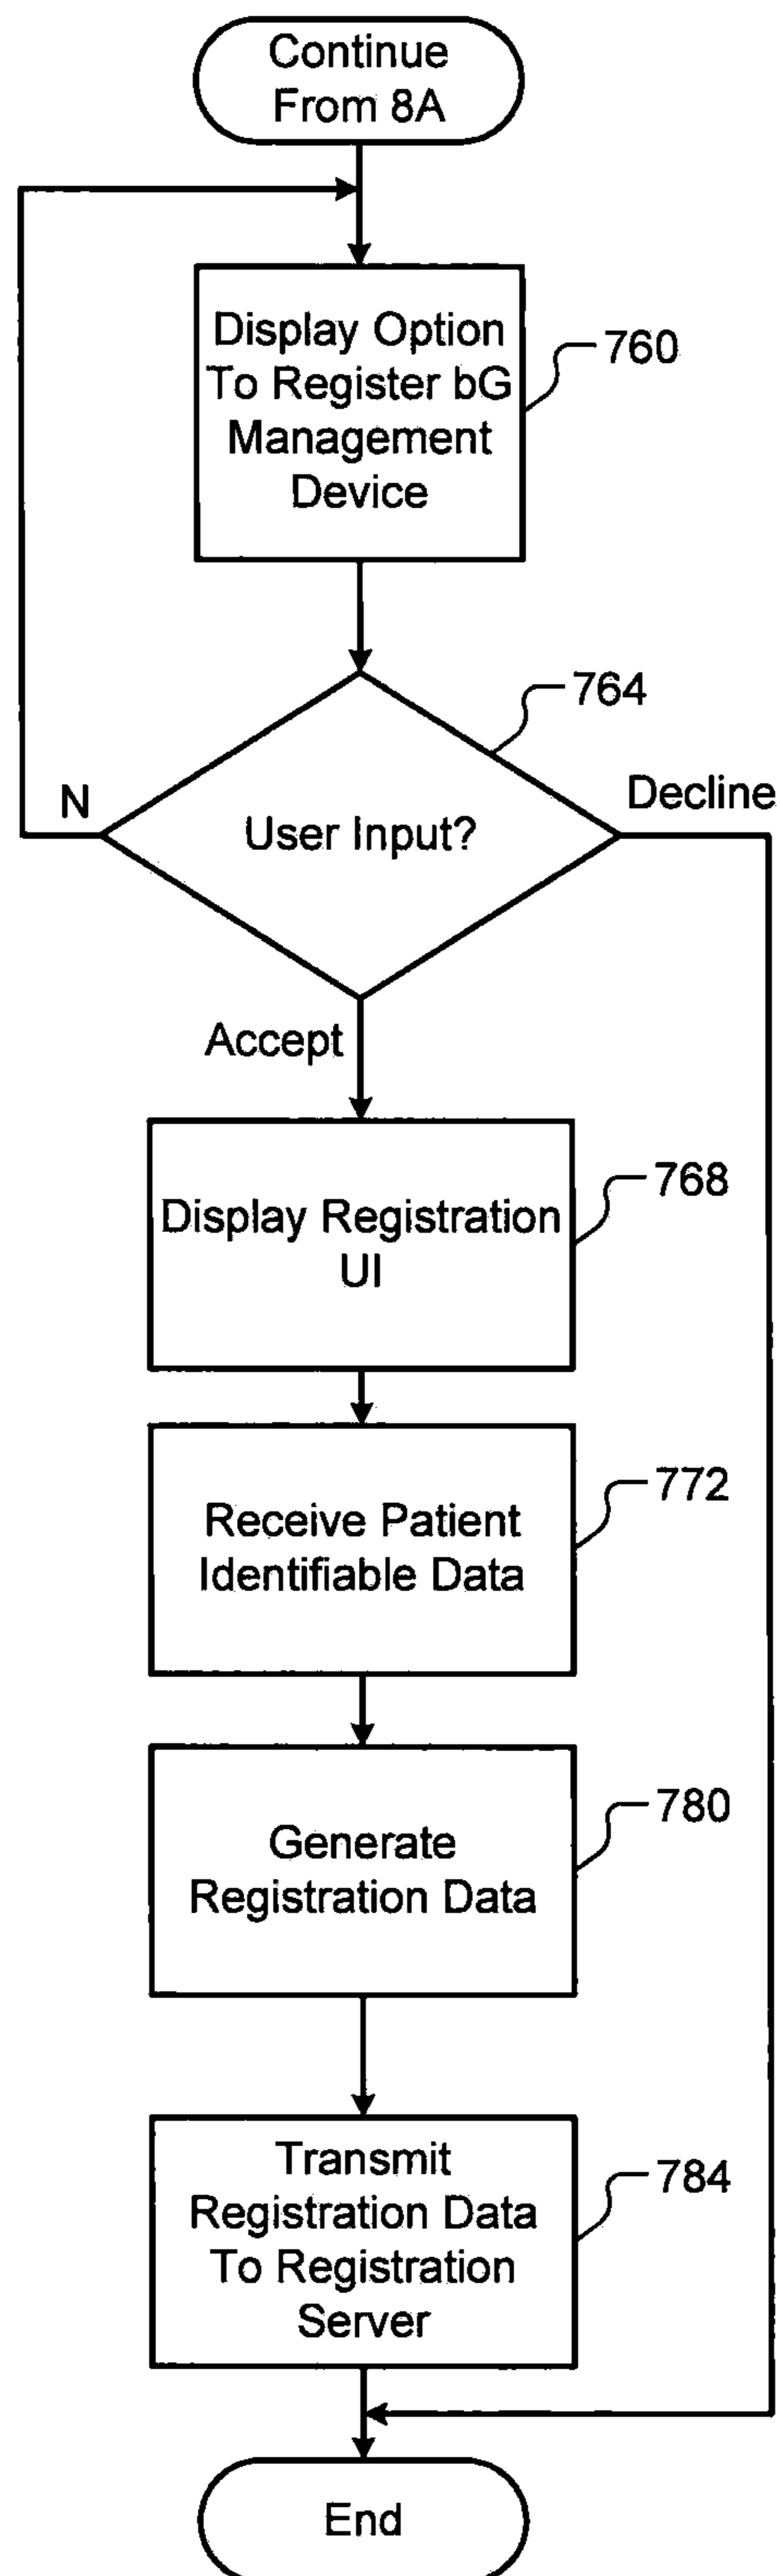 Continue
From 8A
Display Option
To Register bG
Management
Device
760
764
User Input?
N
Decline
Accept
Display Registration
UI
768
Receive Patient
Identifiable Data
772
Generate
Registration Data
780
Transmit
Registration Data
To Registration
Server
784
End